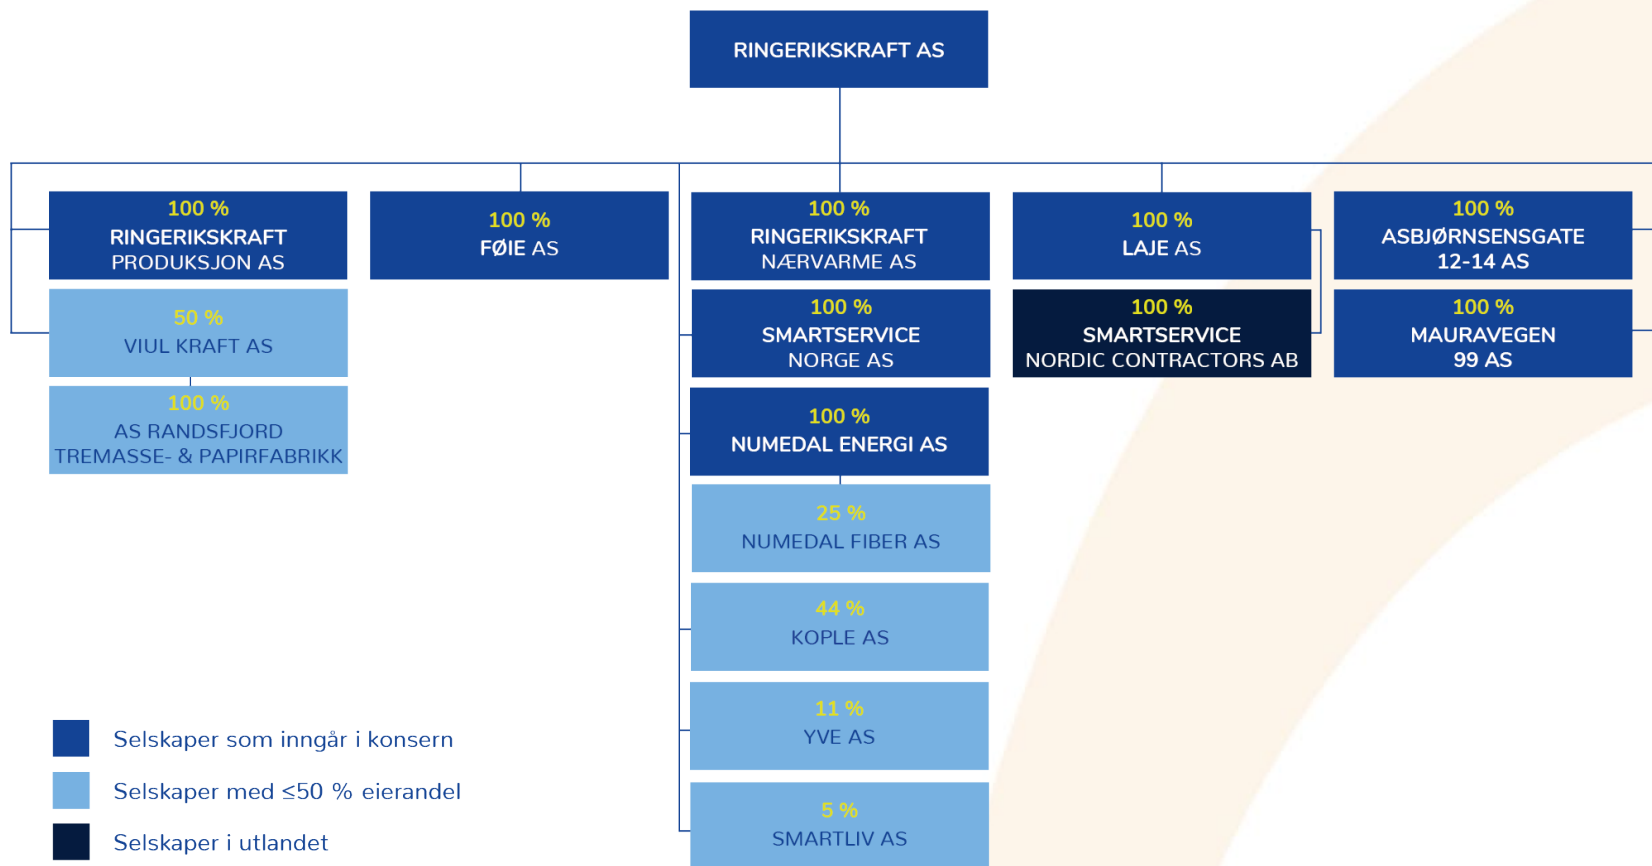 RINGERIKSKRAFT AS
100 %
RINGERIKSKRAFT
PRODUKSJON AS
50 %
VIUL KRAFT AS
100 %
AS RANDSFJORD
TREMASSE- & PAPIRFABRIKK
100 %
FØIE AS
100 %
RINGERIKSKRAFT
NÆRVARME AS
100 %
SMARTSERVICE
NORGE AS
100 %
NUMEDAL ENERGI AS
25 %
NUMEDAL FIBER AS
44 %
KOPLE AS
11 %
YVE AS
5 %
SMARTLIV AS
100 %
LAJE AS
100 %
SMARTSERVICE
NORDIC CONTRACTORS AB
100 %
ASBJØRNSENSGATE
12-14 AS
100 %
MAURAVEGEN
99 AS
Selskaper som inngår i konsern
Selskaper med ≤50 % eierandel
Selskaper i utlandet